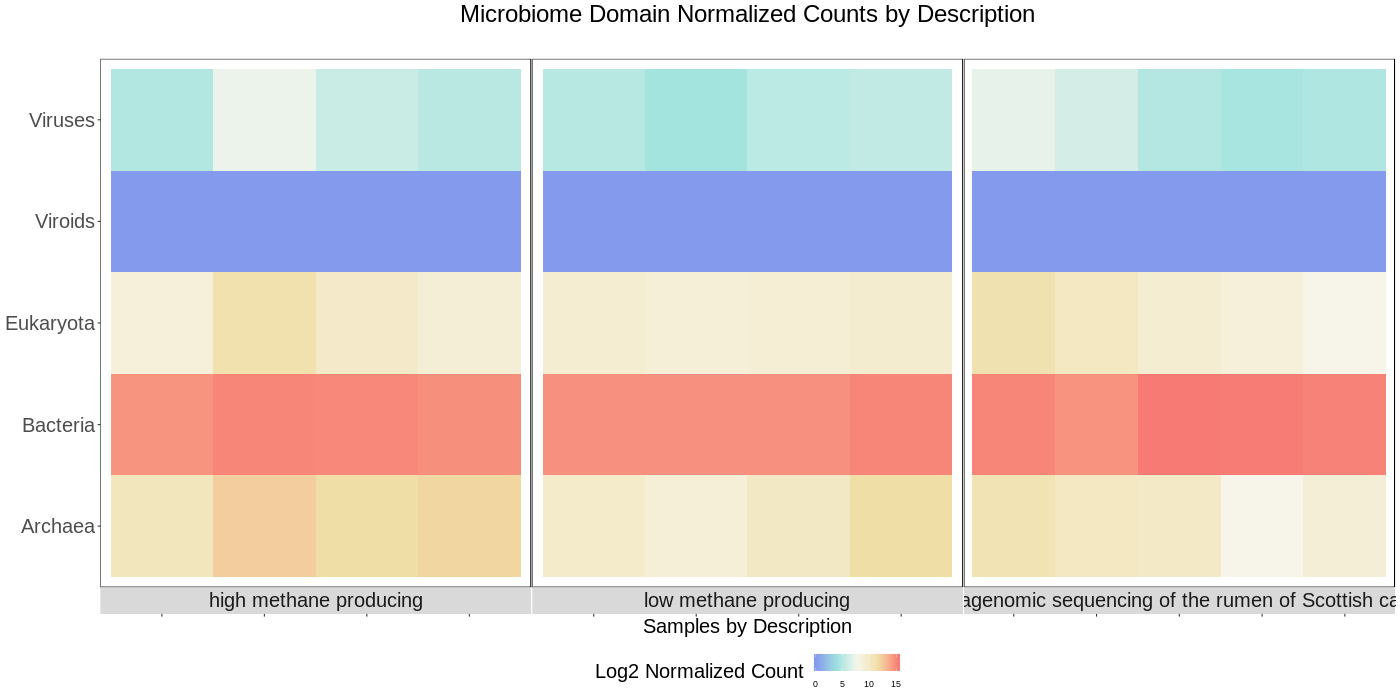 Microbiome Domain Normalized Counts by Description
Viruses
Viroids
Eukaryota
Bacteria
Archaea
high methane producing low methane producing agenomic sequencing of the rumen of Scottish ca
Samples by Description
Log2 Normalized Count
0 5 10 15